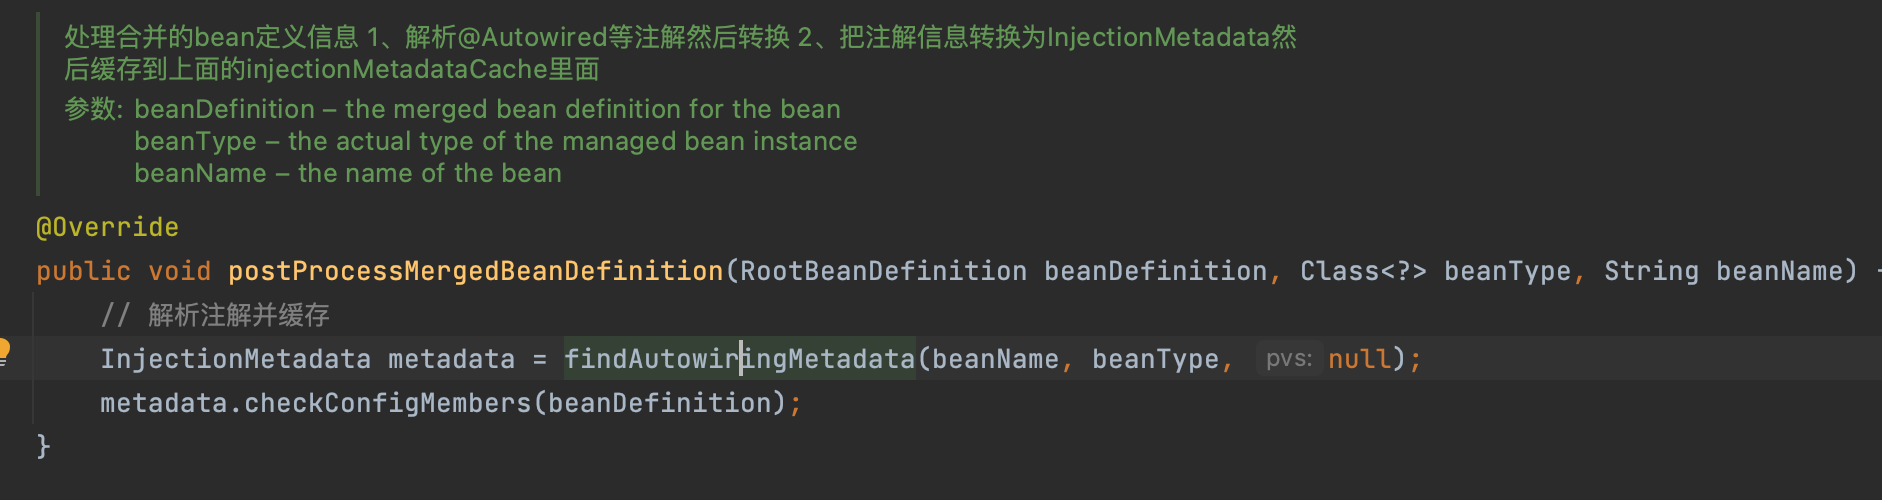 处理合并的bean定义信息 1、解析@Autowired等注解然后转换 2、把注解信息转换为InjectionMetadata然
后缓存到上面的injectionMetadataCache里面
参数: beanDefinition – the merged bean definition for the bean
beanType – the actual type of the managed bean instance
beanName – the name of the bean
@Override
public void postProcessMergedBeanDefinition(RootBeanDefinition beanDefinition, Class<?> beanType, String beanName)
// 解析注解并缓存
InjectionMetadata metadata = findAutowiringMetadata(beanName, beanType, pvs: null);
metadata.checkConfigMembers(beanDefinition);
}